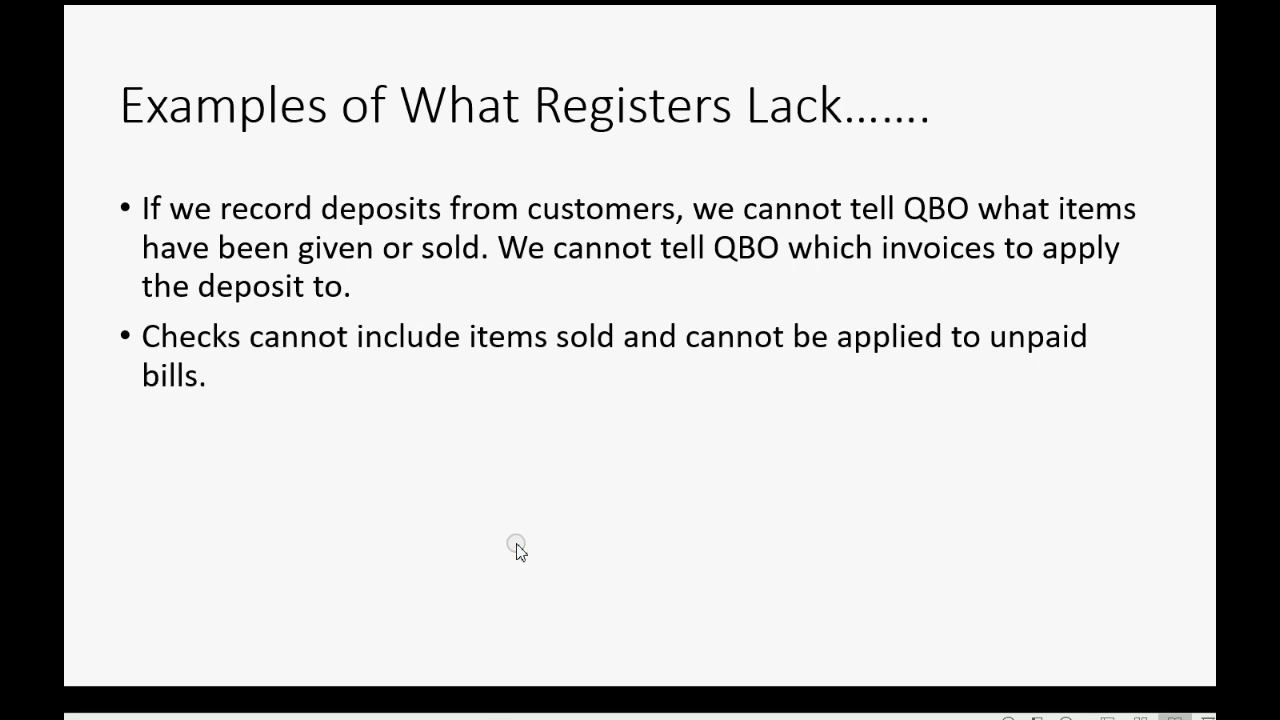 Examples of What Registers Lack.......
• If we record deposits from customers, we cannot tell QBO what items
have been given or sold. We cannot tell QBO which invoices to apply
the deposit to.
• Checks cannot include items sold and cannot be applied to unpaid
bills.